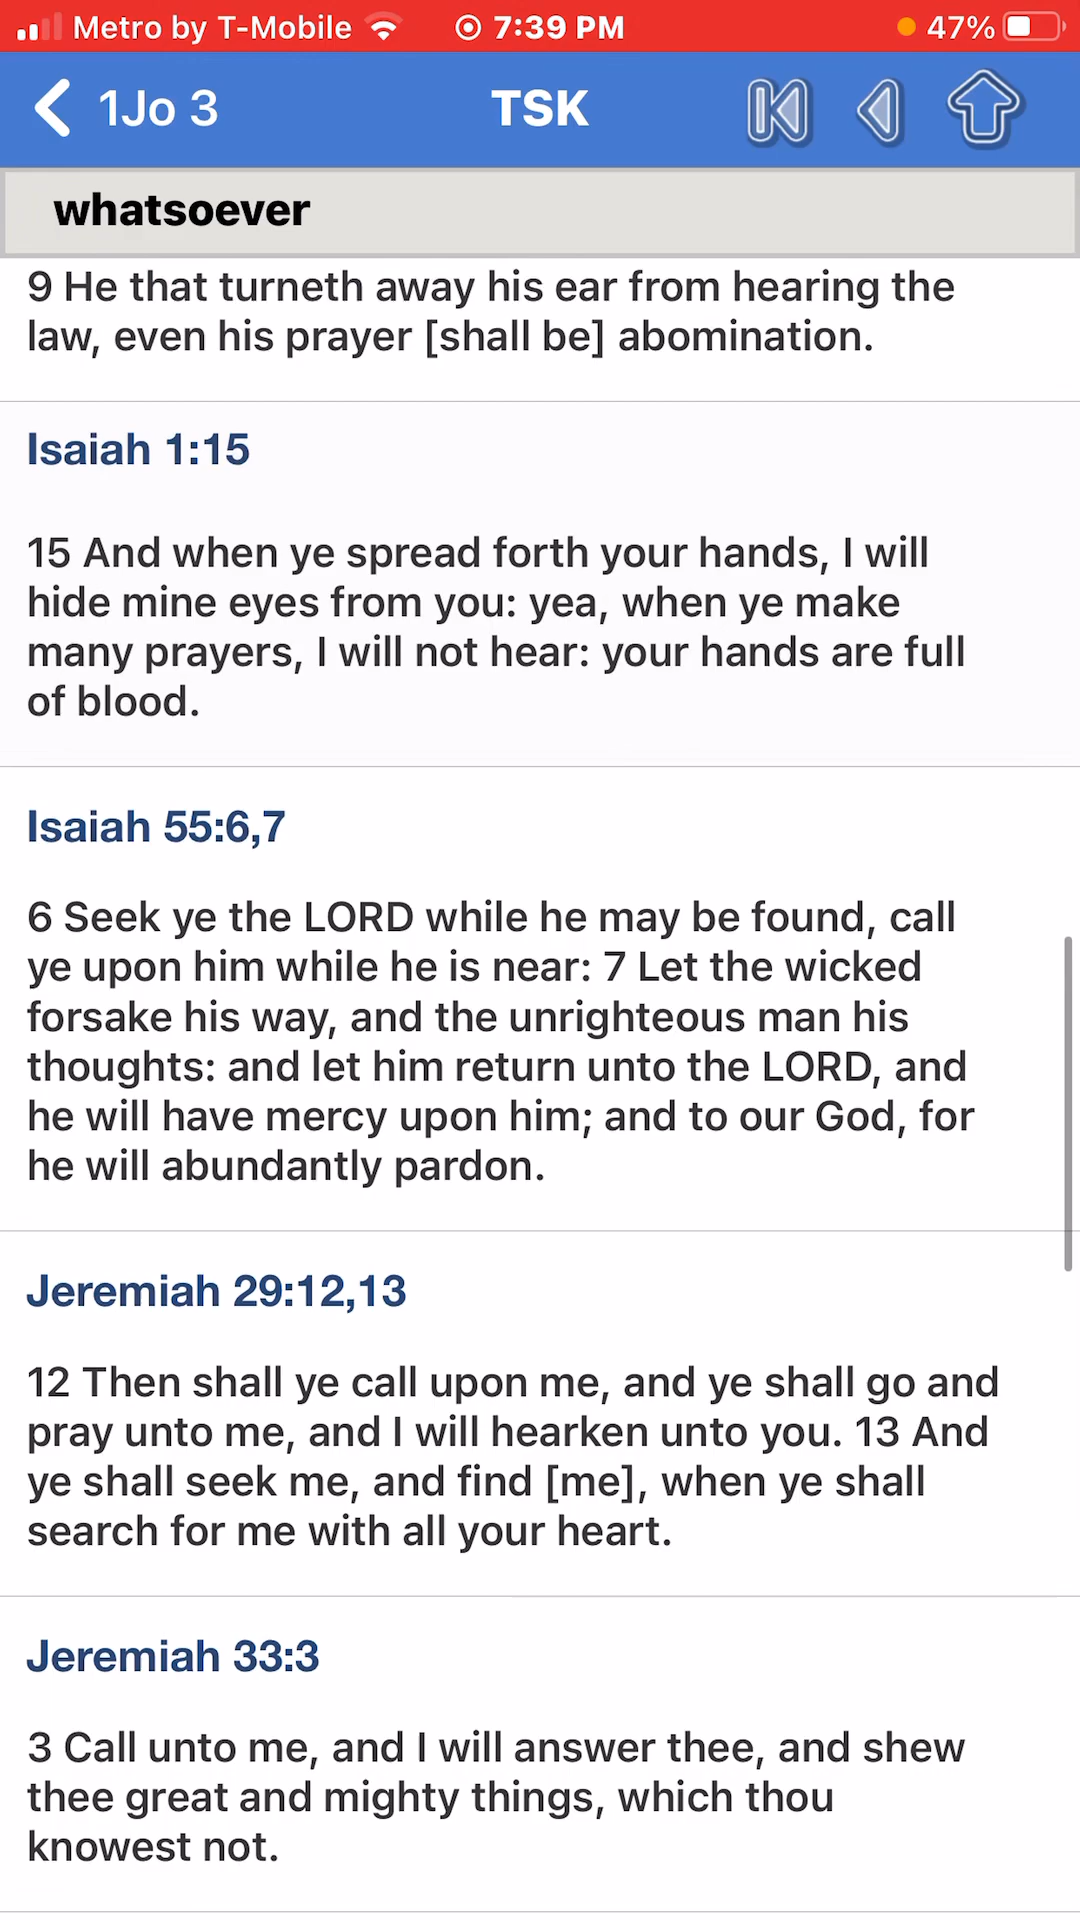 Metro by T-Mobile 7:39 PM 47%
1Jo 3 TSK
whatsoever
9 He that turneth away his ear from hearing the
law, even his prayer [shall be] abomination.
Isaiah 1:15
15 And when ye spread forth your hands, I will
hide mine eyes from you: yea, when ye make
many prayers, I will not hear: your hands are full
of blood.
Isaiah 55:6,7
6 Seek ye the LORD while he may be found, call
ye upon him while he is near: 7 Let the wicked
forsake his way, and the unrighteous man his
thoughts: and let him return unto the LORD, and
he will have mercy upon him; and to our God, for
he will abundantly pardon.
Jeremiah 29:12,13
12 Then shall ye call upon me, and ye shall go and
pray unto me, and I will hearken unto you. 13 And
ye shall seek me, and find [me], when ye shall
search for me with all your heart.
Jeremiah 33:3
3 Call unto me, and I will answer thee, and shew
thee great and mighty things, which thou
knowest not.